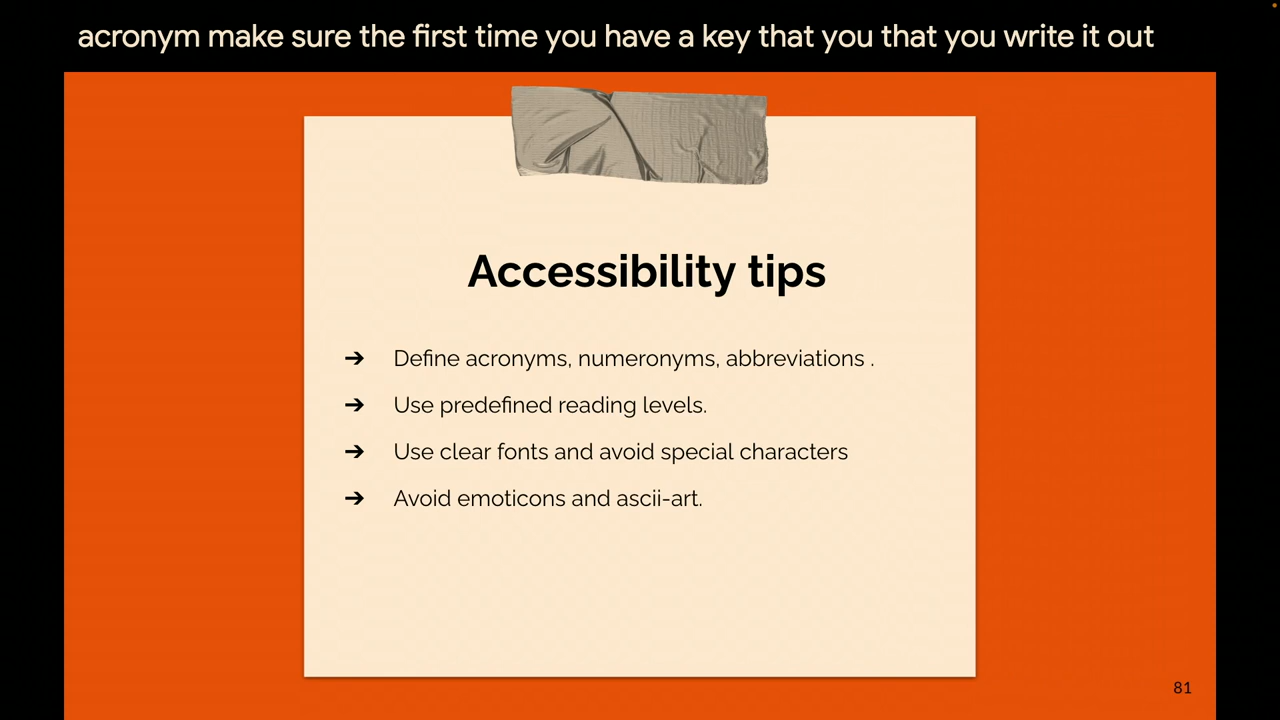 acronym make sure the first time you have a key that you that you write it out
Accessibility tips
➔ Define acronyms, numeronyms, abbreviations .
➔ Use predefined reading levels.
➔ Use clear fonts and avoid special characters
➔ Avoid emoticons and ascii-art.
81